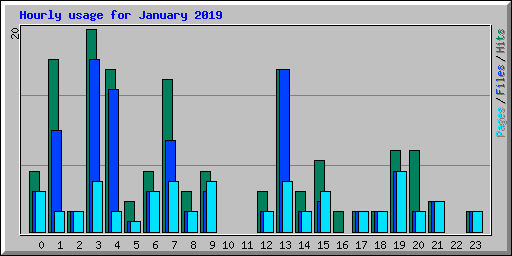 Hourly usage for January 2019
20
Pages/Files/Hits
0 1 2 3 4 5 6 7 8 9 10 11 12 13 14 15 16 17 18 19 20 21 22 23